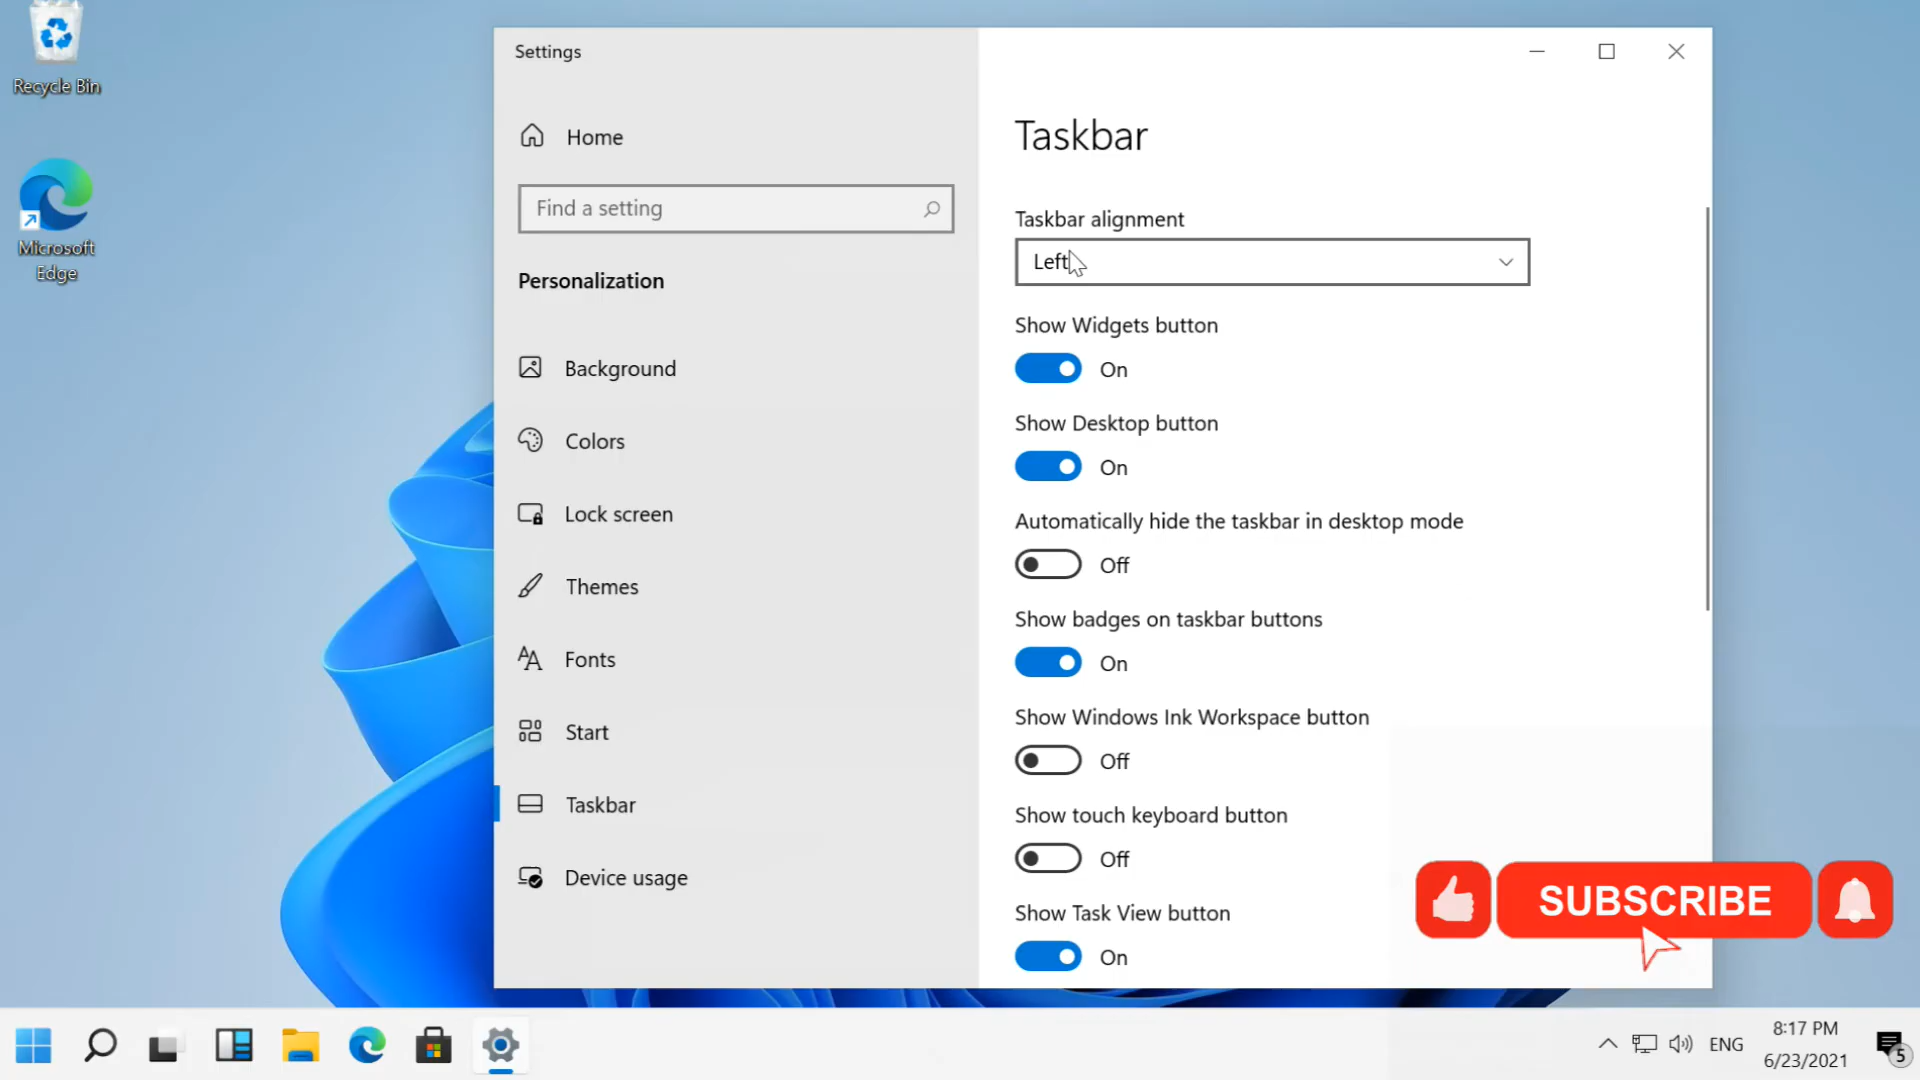 Recycle Bin
Microsoft
Edge
Settings
Home
Find a setting
Personalization
Background
Colors
Lock screen
Themes
Fonts
Start
Taskbar
Device usage
Taskbar
Taskbar alignment
Left
Show Widgets button
On
Show Desktop button
On
Automatically hide the taskbar in desktop mode
Off
Show badges on taskbar buttons
On
Show Windows Ink Workspace button
Off
Show touch keyboard button
Off
Show Task View button
On
SUBSCRIBE
ENG
8:17 PM
6/23/2021
5